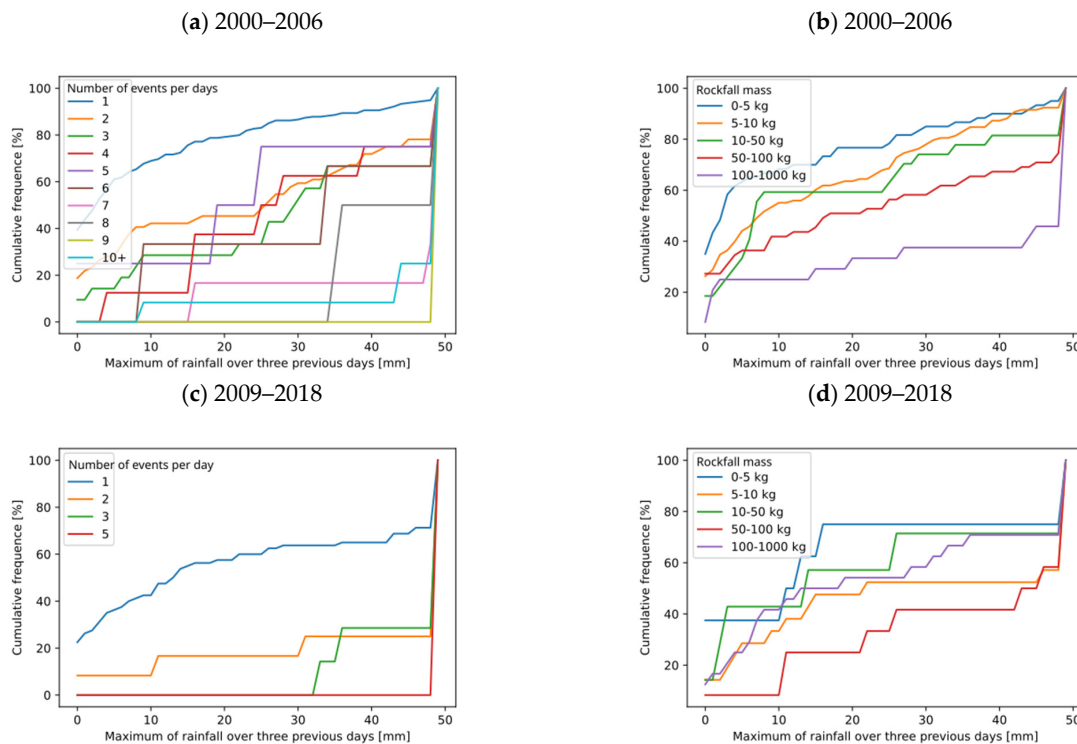 (a) 2000–2006
(b) 2000–2006
Number of events per days
1
2
3
4
5
6
7
8
9
10+
100
80
60
40
20
0
Cumulative frequence [%]
0 10 20 30 40 50
Maximum of rainfall over three previous days [mm]
Rockfall mass
0-5 kg
5-10 kg
10-50 kg
50-100 kg
100-1000 kg
100
80
60
40
20
Cumulative frequence [%]
0 10 20 30 40 50
Maximum of rainfall over three previous days [mm]
(c) 2009–2018
(d) 2009–2018
Number of events per day
1
2
3
5
100
80
60
40
20
0
Cumulative frequence [%]
0 10 20 30 40 50
Maximum of rainfall over three previous days [mm]
Rockfall mass
0-5 kg
5-10 kg
10-50 kg
50-100 kg
100-1000 kg
100
80
60
40
20
Cumulative frequence [%]
0 10 20 30 40 50
Maximum of rainfall over three previous days [mm]